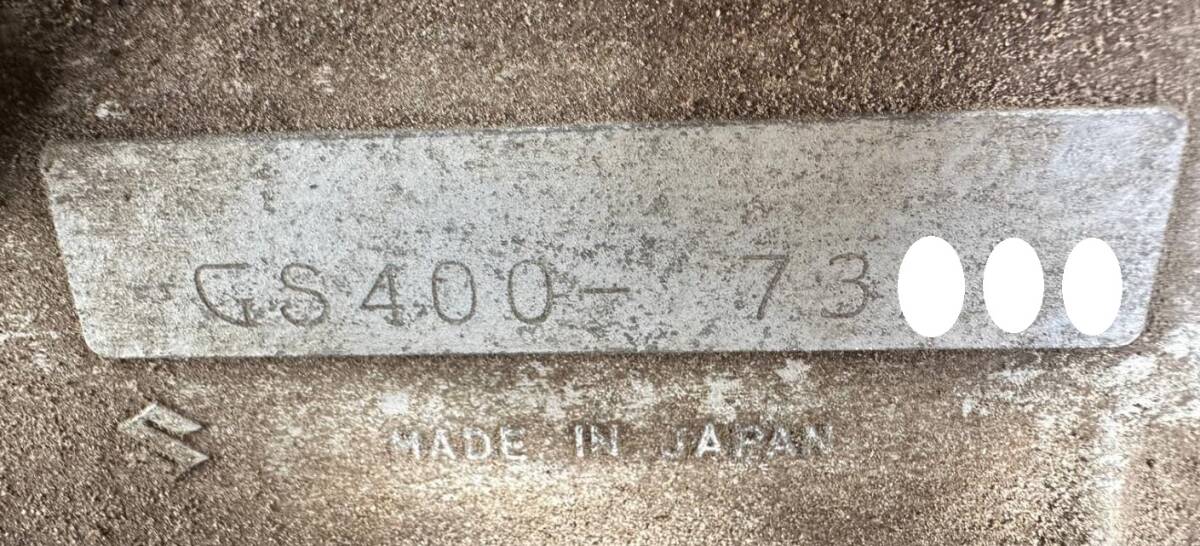 GS400- 73
MADE IN JAPAN